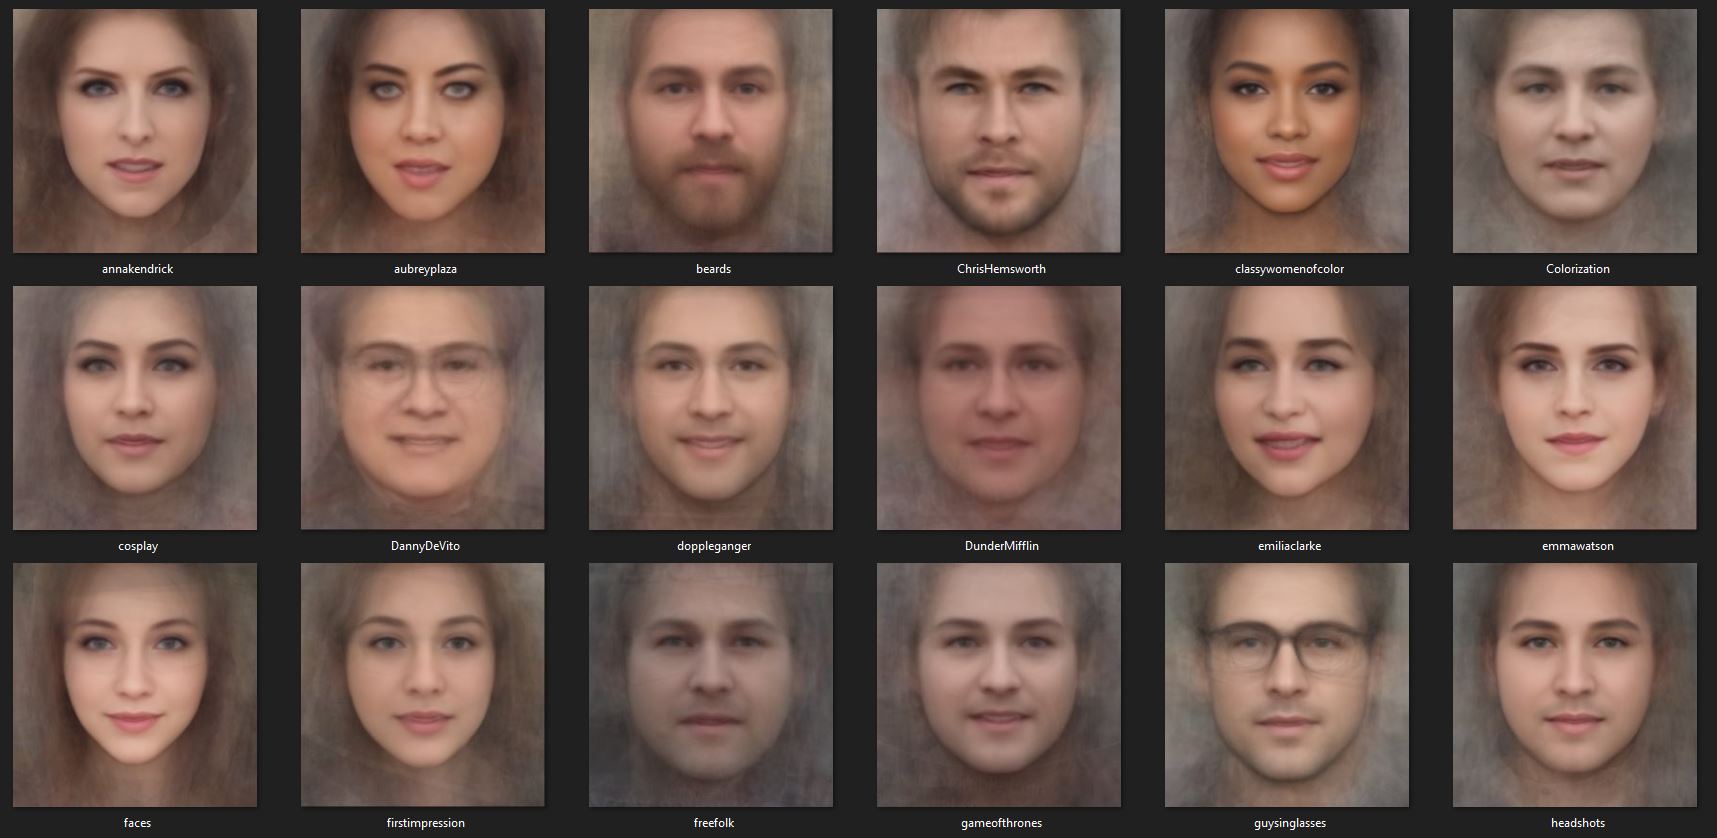 annakendrick
aubreyplaza
beards
ChrisHemsworth
classywomenofcolor
Colorization
cosplay
DannyDeVito
doppleganger
DunderMifflin
emiliaclarke
emmawatson
faces
firstimpression
freefolk
gameofthrones
guysinglasses
headshots